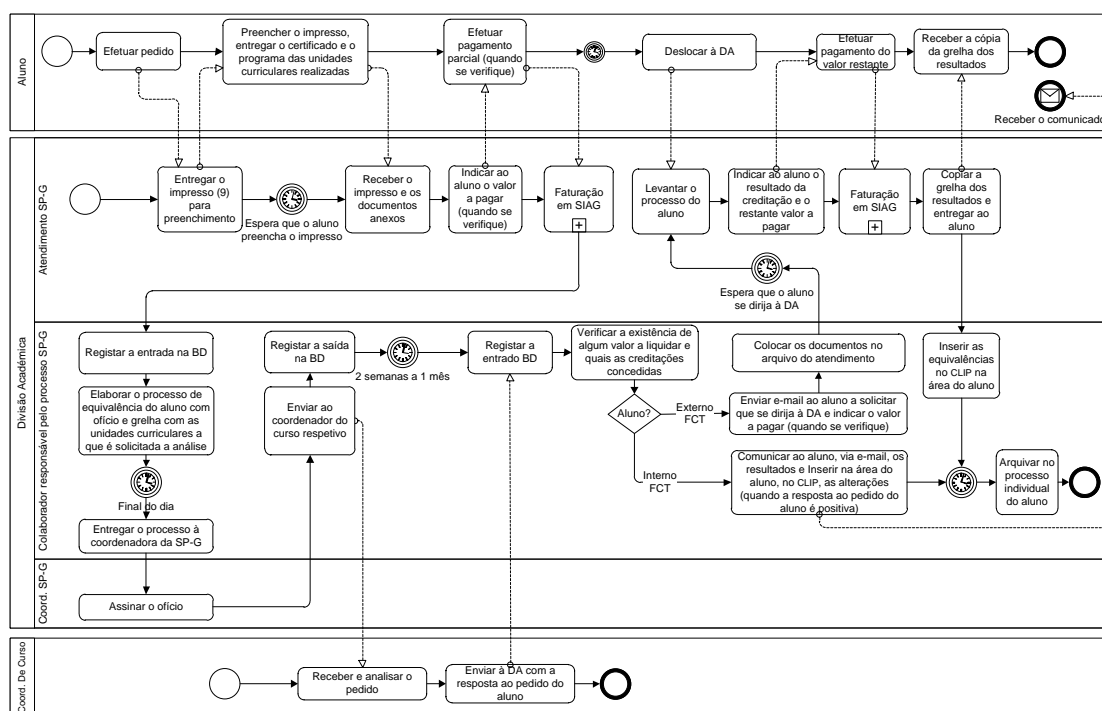 Aluno
Efetuar pedido
Preencher o impresso,
entregar o certificado e o
programa das unidades
curriculares realizadas
Efetuar
pagamento
parcial (quando
se verifique)
Deslocar à DA
Efetuar
pagamento do
valor restante
Receber a cópia
da grelha dos
resultados
Receber o comunicado
Divisão Académica
Atendimento SP-G
Entregar o
impresso (9)
para
preenchimento
Espera que o aluno
preencha o impresso
Receber o
impresso e os
documentos
anexos
Indicar ao
aluno o valor
a pagar
(quando se
verifique)
Faturação
em SIAG
Levantar o
processo do
aluno
Indicar ao aluno o
resultado da
creditação e o
restante valor a
pagar
Faturação
em SIAG
Copiar a
grelha dos
resultados e
entregar ao
aluno
Espera que o aluno
se dirija à DA
Colaborador responsável pelo processo SP-G
Registar a entrada na BD
Elaborar o processo de
equivalência do aluno com
ofício e grelha com as
unidades curriculares a
que é solicitada a análise
Final do dia
Entregar o processo à
coordenadora da SP-G
Registar a saída
na BD
Enviar ao
coordenador do
curso respetivo
2 semanas a 1 mês
Registar a
entrado BD
Verificar a existência de
algum valor a liquidar e
quais as creditações
concedidas
Aluno?
Externo
FCT
Interno
FCT
Colocar os documentos no
arquivo do atendimento
Enviar e-mail ao aluno a solicitar
que se dirija à DA e indicar o valor
a pagar (quando se verifique)
Comunicar ao aluno, via e-mail, os
resultados e Inserir na área do
aluno, no CLIP, as alterações
(quando a resposta ao pedido do
aluno é positiva)
Inserir as
equivalências
no CLIP na
área do aluno
Arquivar no
processo
individual
do aluno
Coord. SP-G
Assinar o ofício
Coord. De Curso
Receber e analisar o
pedido
Enviar à DA com a
resposta ao pedido do
aluno